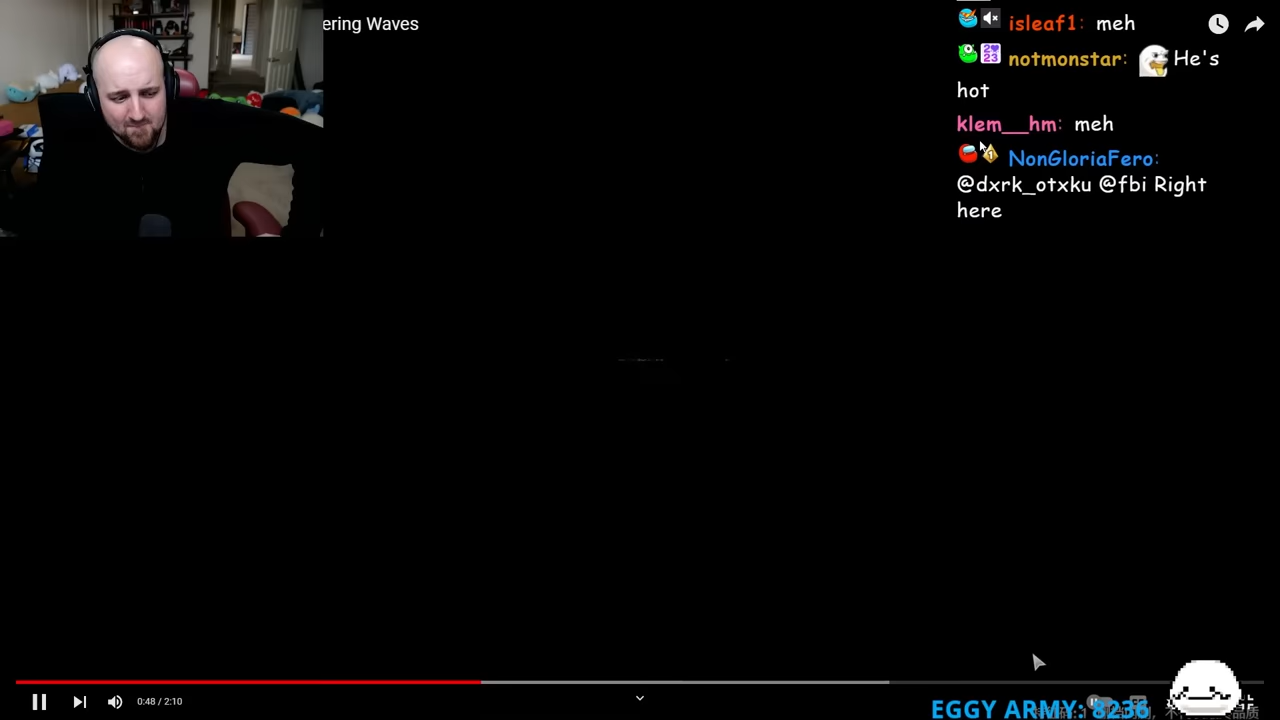 ering Waves
isleaf1: meh
notmonstar: He's
hot
klem__hm: meh
NonGloriaFero:
@dxrk_otxku @fbi Right
here
0:48 / 2:10
EGGY ARMY: 8236